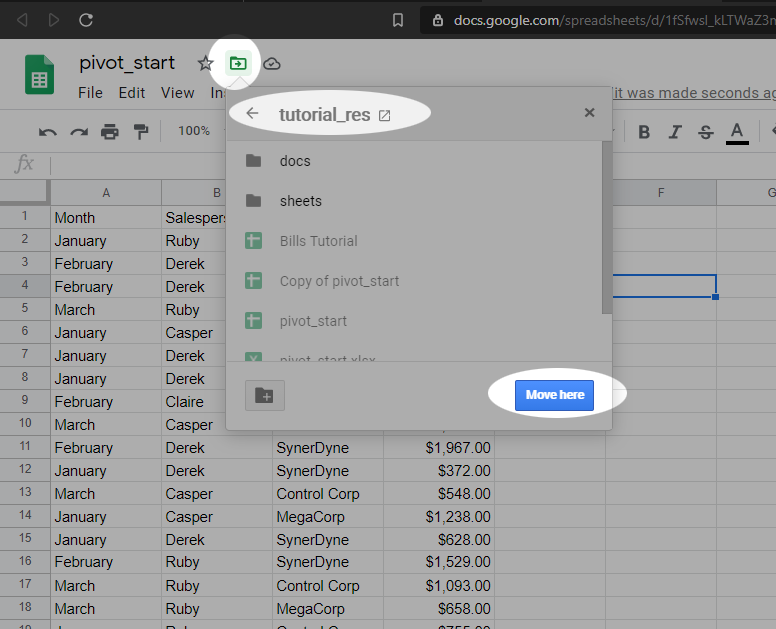 docs.google.com/spreadsheets/d/1fSfwsl_kLTWaZ3
pivot_start
File Edit View In
it was made seconds ag
100%
B I S A
fx
tutorial_res
docs
sheets
Bills Tutorial
Copy of pivot_start
pivot_start
pivot_start.xlsx
Move here
A B F G
1 Month Salespers
2 January Ruby
3 February Derek
4 February Derek
5 March Ruby
6 January Casper
7 January Derek
8 January Derek
9 February Claire
10 March Casper
11 February Derek SynerDyne $1,967.00
12 January Derek SynerDyne $372.00
13 March Casper Control Corp $548.00
14 January Casper MegaCorp $1,238.00
15 January Derek SynerDyne $628.00
16 February Ruby SynerDyne $1,529.00
17 March Ruby Control Corp $1,093.00
18 March Ruby MegaCorp $658.00